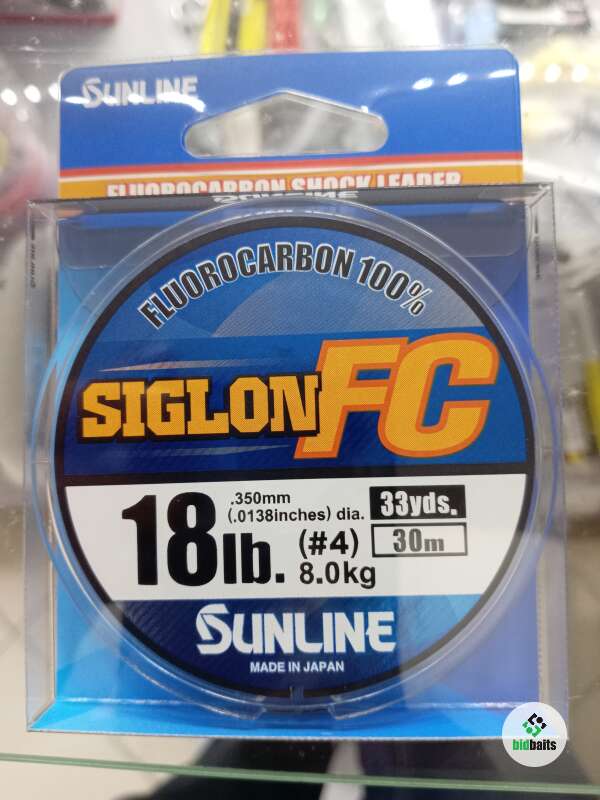 SUNLINE
FLUOROCARBON SHOCK LEADER
FLUOROCARBON 100%
SIGLON FC
18lb.
.350mm
(.0138inches) dia.
33yds.
(#4)
30m
8.0kg
SUNLINE
MADE IN JAPAN
bidbaits